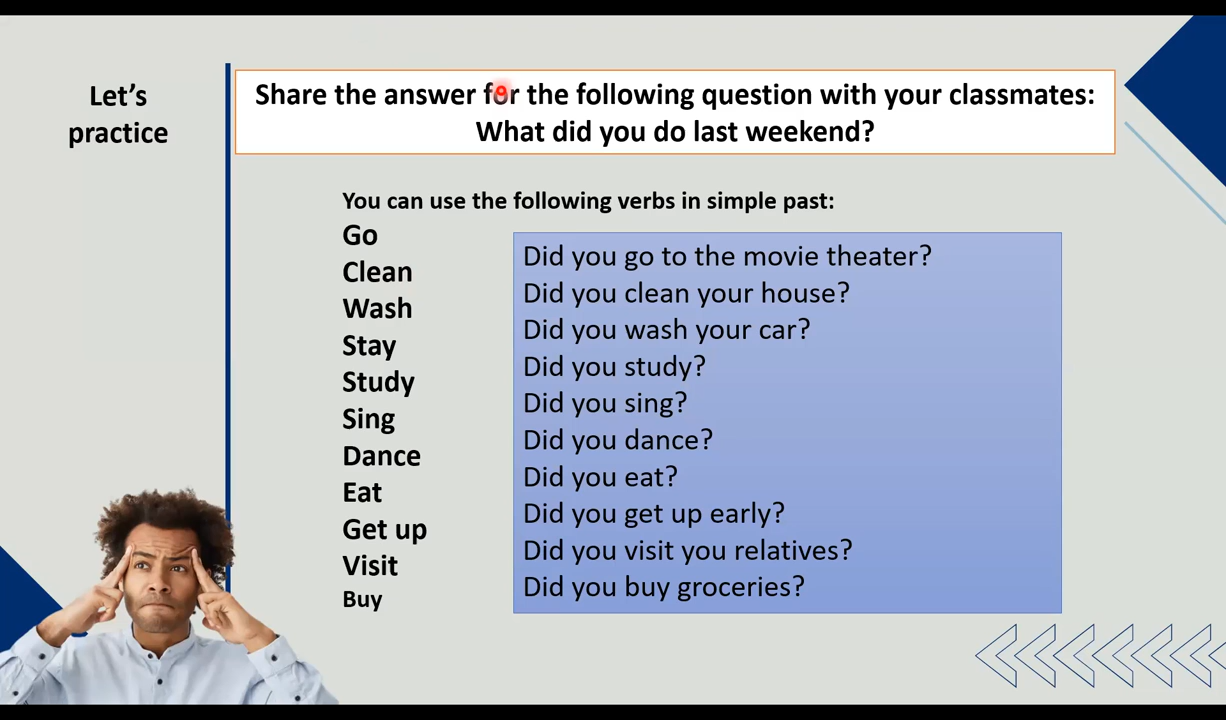 Let's
practice
Share the answer for the following question with your classmates:
What did you do last weekend?
You can use the following verbs in simple past:
Go
Clean
Wash
Stay
Study
Sing
Dance
Eat
Get up
Visit
Buy
Did you go to the movie theater?
Did you clean your house?
Did you wash your car?
Did you study?
Did you sing?
Did you dance?
Did you eat?
Did you get up early?
Did you visit you relatives?
Did you buy groceries?